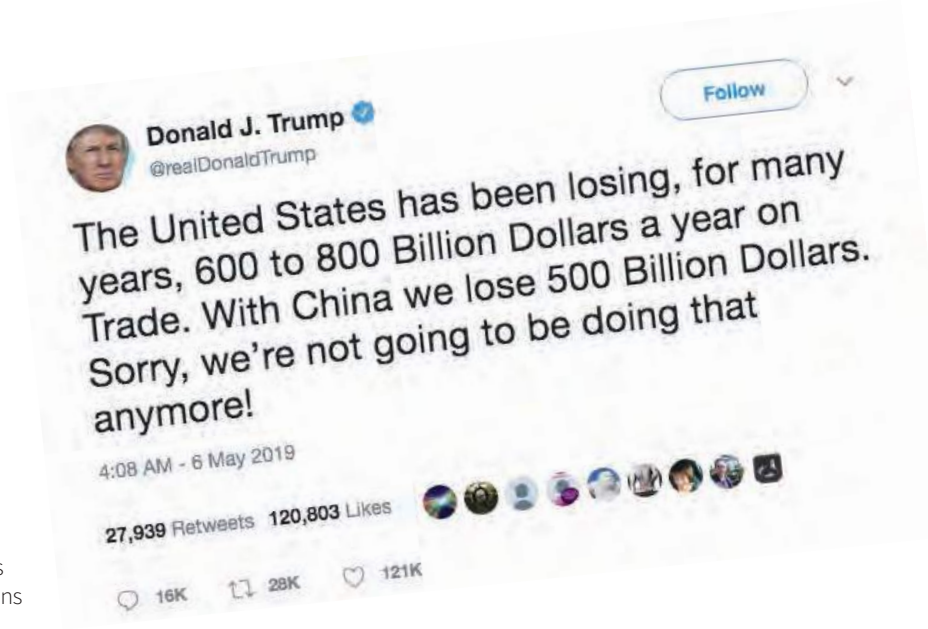 Donald J. Trump
@realDonaldTrump
Follow
The United States has been losing, for many
years, 600 to 800 Billion Dollars a year on
Trade. With China we lose 500 Billion Dollars.
Sorry, we're not going to be doing that
anymore!
4:08 AM - 6 May 2019
27,939 Retweets 120,803 Likes
16K 28K 121K